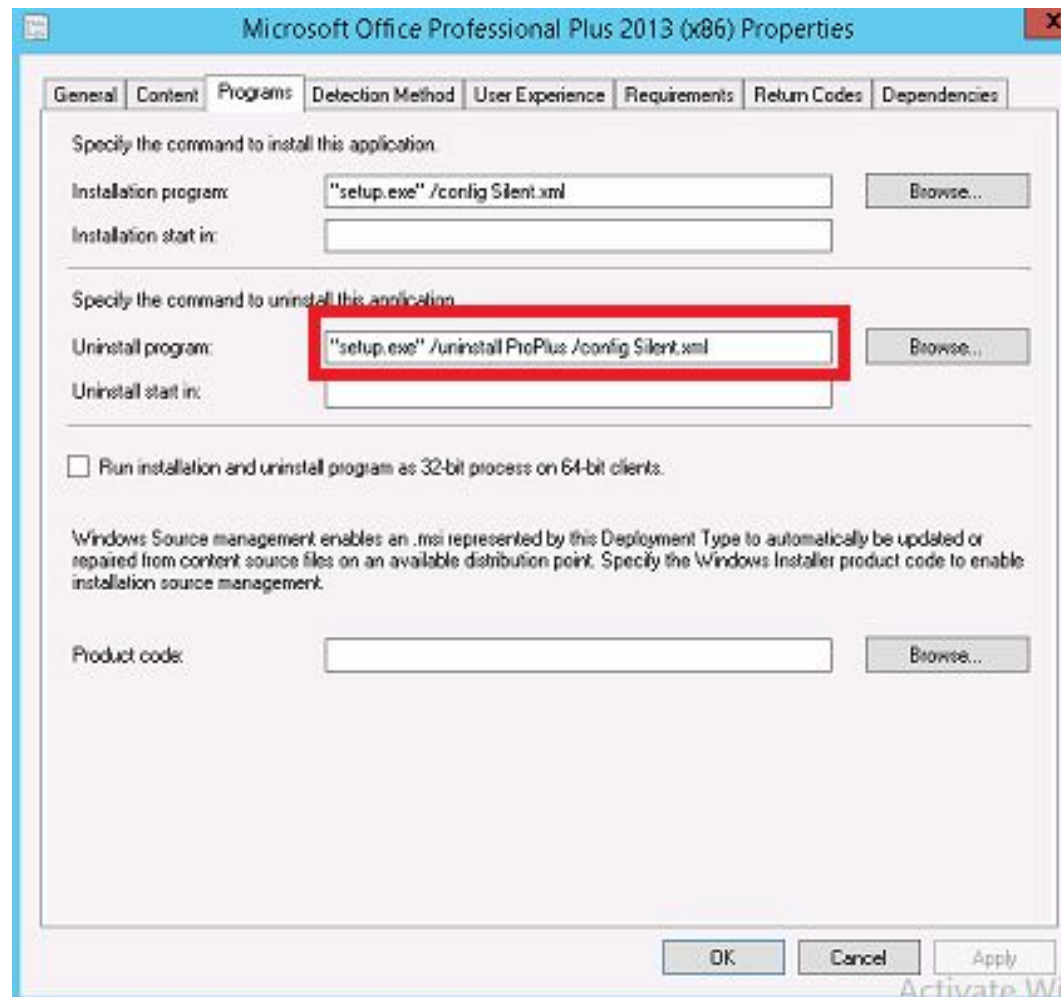 Microsoft Office Professional Plus 2013 (x86) Properties
x
General Content Programs Detection Method User Experience Requirements Return Codes Dependencies
Specify the command to install this application.
Installation program: "setup.exe" /config Silent.xml Browse...
Installation start in:
Specify the command to uninstall this application.
Uninstall program: "setup.exe" /uninstall ProPlus /config Silent.xml Browse...
Uninstall start in:
Run installation and uninstall program as 32-bit process on 64-bit clients.
Windows Source management enables an .msi represented by this Deployment Type to automatically be updated or
repaired from content source files on an available distribution point. Specify the Windows Installer product code to enable
installation source management.
Product code: Browse...
OK Cancel Apply
Activate Wi